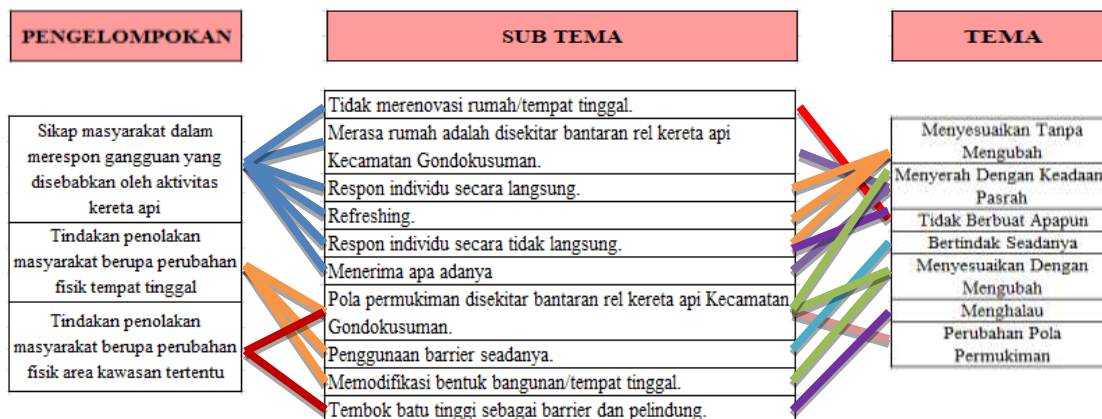 PENGELOMPOKAN
Sikap masyarakat dalam
merespon gangguan yang
disebabkan oleh aktivitas
kereta api
Tindakan penolakan
masyarakat berupa perubahan
fisik tempat tinggal
Tindakan penolakan
masyarakat berupa perubahan
fisik area kawasan tertentu
SUB TEMA
Tidak merenovasi rumah/tempat tinggal.
Merasa rumah adalah disekitar bantaran rel kereta api
Kecamatan Gondokusuman.
Respon individu secara langsung.
Refreshing.
Respon individu secara tidak langsung.
Menerima apa adanya
Pola permukiman disekitar bantaran rel kereta api Kecamatan
Gondokusuman.
Penggunaan barrier seadanya.
Memodifikasi bentuk bangunan/tempat tinggal.
Tembok batu tinggi sebagai barrier dan pelindung.
TEMA
Menyesuaikan Tanpa
Mengubah
Menyerah Dengan Keadaan
Pasrah
Tidak Berbuat Apapun
Bertindak Seadanya
Menyesuaikan Dengan
Mengubah
Menghalau
Perubahan Pola
Permukiman